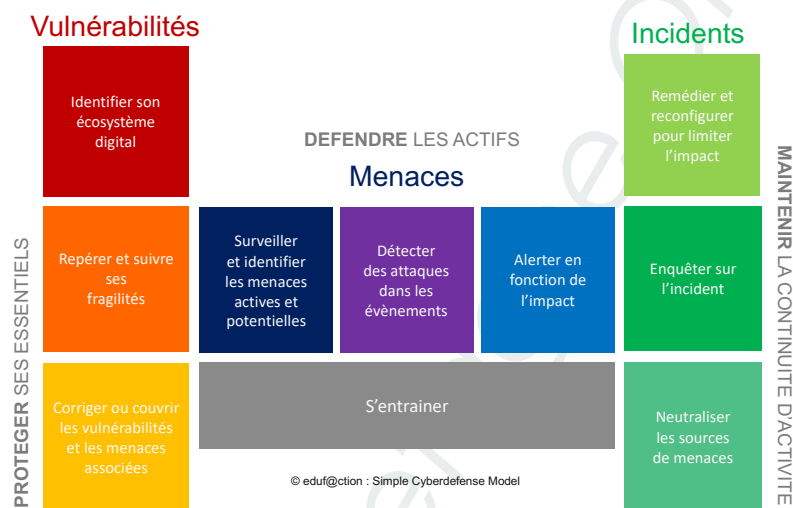 Vulnérabilités
Incidents
Identifier son
écosystème
digital
Remédier et
reconfigurer
pour limiter
l'impact
DEFENDRE LES ACTIFS
Menaces
PROTEGER SES ESSENTIELS
Repérer et suivre
ses
fragilités
Surveiller
et identifier
les menaces
actives et
potentielles
Détecter
des attaques
dans les
évènements
Alerter en
fonction de
l'impact
Enquêter sur
l'incident
MAINTENIR LA CONTINUITE D'ACTIVITE
Corriger ou couvrir
les vulnérabilités
et les menaces
associées
S'entrainer
Neutraliser
les sources
de menaces
© eduf@ction : Simple Cyberdefense Model